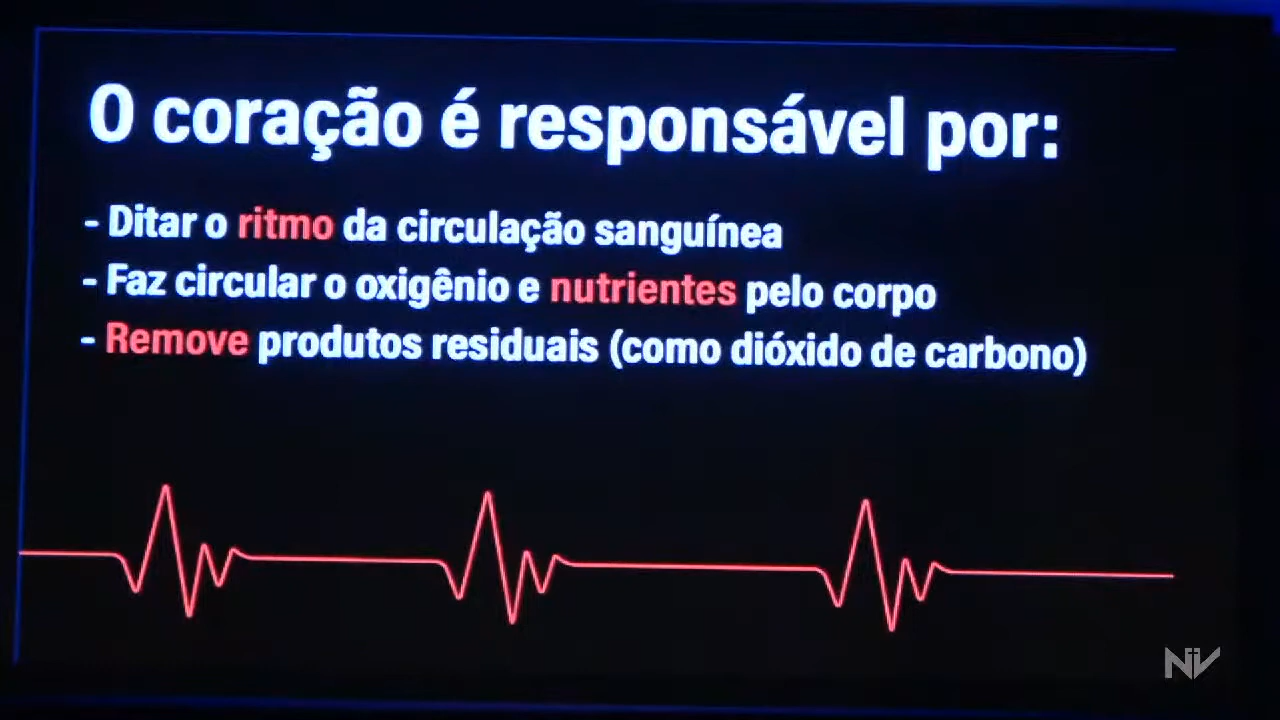 O coração é responsável por:
- Ditar o ritmo da circulação sanguínea
- Faz circular o oxigênio e nutrientes pelo corpo
- Remove produtos residuais (como dióxido de carbono)
NV